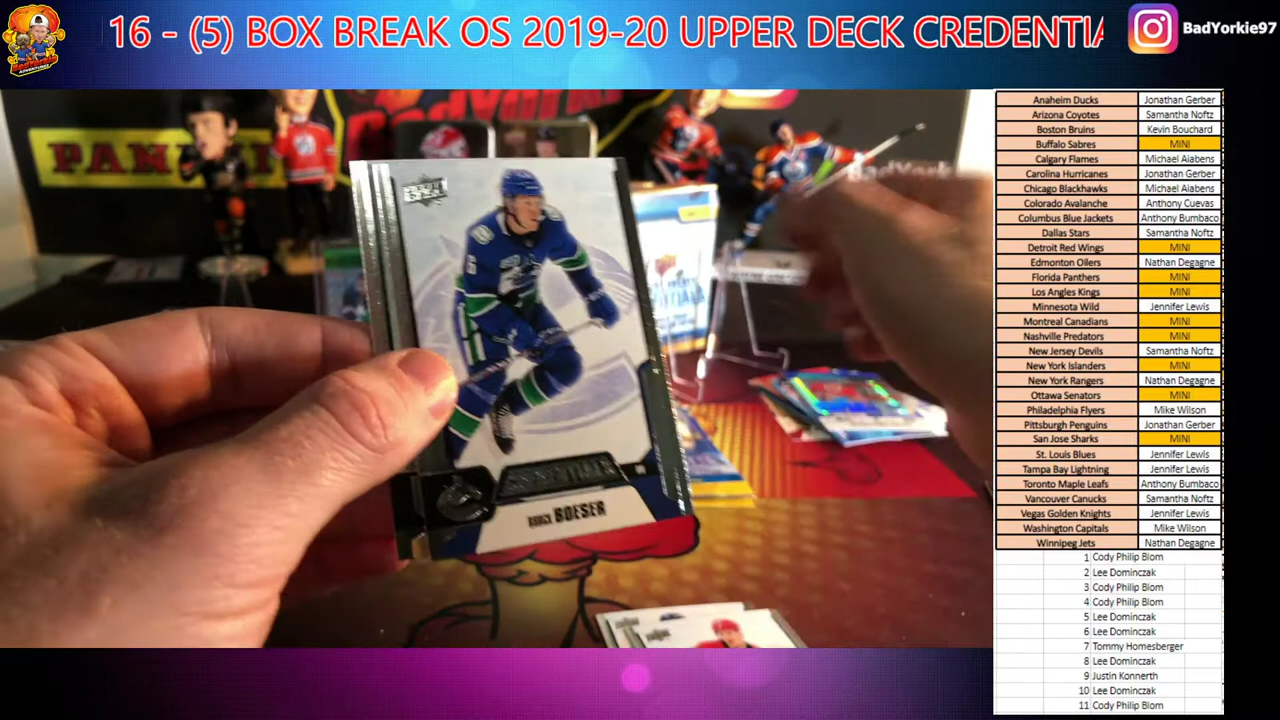 16 - (5) BOX BREAK OS 2019-20 UPPER DECK CREDENTIA
BadYorkie97
PANINI
BROCK BOESER
Anaheim Ducks Jonathan Gerber
Arizona Coyotes Samantha Noftz
Boston Bruins Kevin Bouchard
Buffalo Sabres MINI
Calgary Flames Michael Aiabens
Carolina Hurricanes Jonathan Gerber
Chicago Blackhawks Michael Aiabens
Colorado Avalanche Anthony Cuevas
Columbus Blue Jackets Anthony Bumbaco
Dallas Stars Samantha Noftz
Detroit Red Wings MINI
Edmonton Oilers Nathan Degagne
Florida Panthers MINI
Los Angles Kings MINI
Minnesota Wild Jennifer Lewis
Montreal Canadians MINI
Nashville Predators MINI
New Jersey Devils Samantha Noftz
New York Islanders MINI
New York Rangers Nathan Degagne
Ottawa Senators MINI
Philadelphia Flyers Mike Wilson
Pittsburgh Penguins Jonathan Gerber
San Jose Sharks MINI
St. Louis Blues Jennifer Lewis
Tampa Bay Lightning Jennifer Lewis
Toronto Maple Leafs Anthony Bumbaco
Vancouver Canucks Samantha Noftz
Vegas Golden Knights Jennifer Lewis
Washington Capitals Mike Wilson
Winnipeg Jets Nathan Degagne
1 Cody Philip Blom
2 Lee Dominczak
3 Cody Philip Blom
4 Cody Philip Blom
5 Lee Dominczak
6 Lee Dominczak
7 Tommy Homesberger
8 Lee Dominczak
9 Justin Konnerth
10 Lee Dominczak
11 Cody Philip Blom